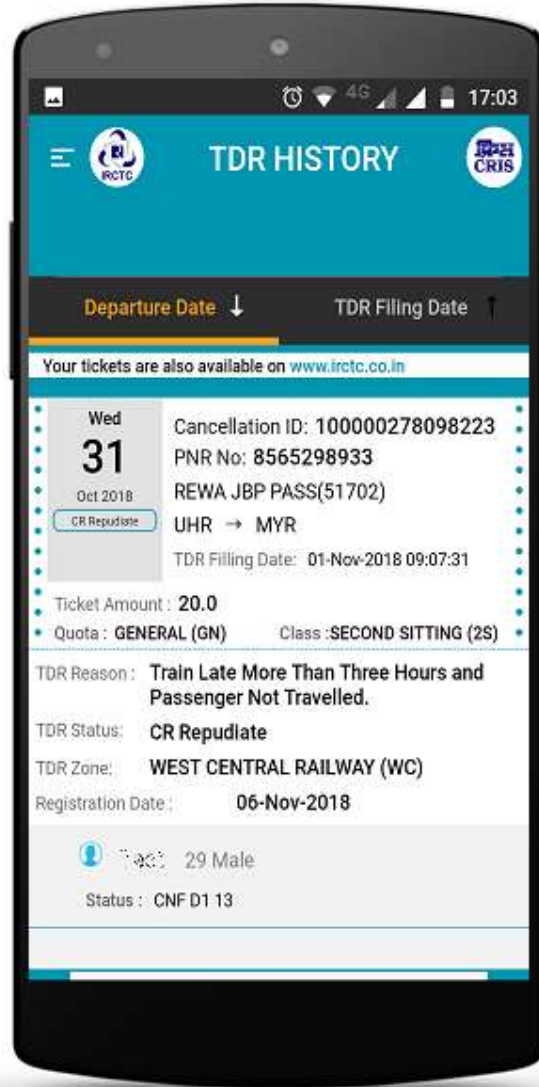 4G 17:03
IRCTC TDR HISTORY क्रिस CRIS
Departure Date ↓ TDR Filing Date ↑
Your tickets are also available on www.irctc.co.in
Wed
31
Oct 2018
CR Repudiate
Cancellation ID: 100000278098223
PNR No: 8565298933
REWA JBP PASS(51702)
UHR → MYR
TDR Filling Date: 01-Nov-2018 09:07:31
Ticket Amount : 20.0
Quota : GENERAL (GN) Class :SECOND SITTING (2S)
TDR Reason : Train Late More Than Three Hours and
Passenger Not Travelled.
TDR Status: CR Repudiate
TDR Zone: WEST CENTRAL RAILWAY (WC)
Registration Date : 06-Nov-2018
29 Male
Status : CNF D1 13